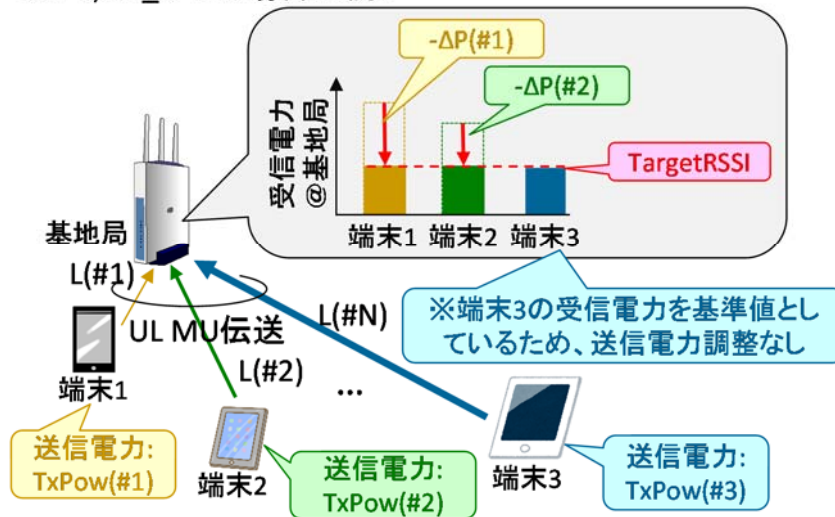 -ΔP(#1)
-ΔP(#2)
受信電力
@基地局
TargetRSSI
端末1 端末2 端末3
基地局
L(#1)
※端末3の受信電力を基準値とし
ているため、送信電力調整なし
L(#N)
UL MU伝送
L(#2)
...
端末1
送信電力:
TxPow(#1)
端末2
送信電力:
TxPow(#2)
端末3
送信電力:
TxPow(#3)